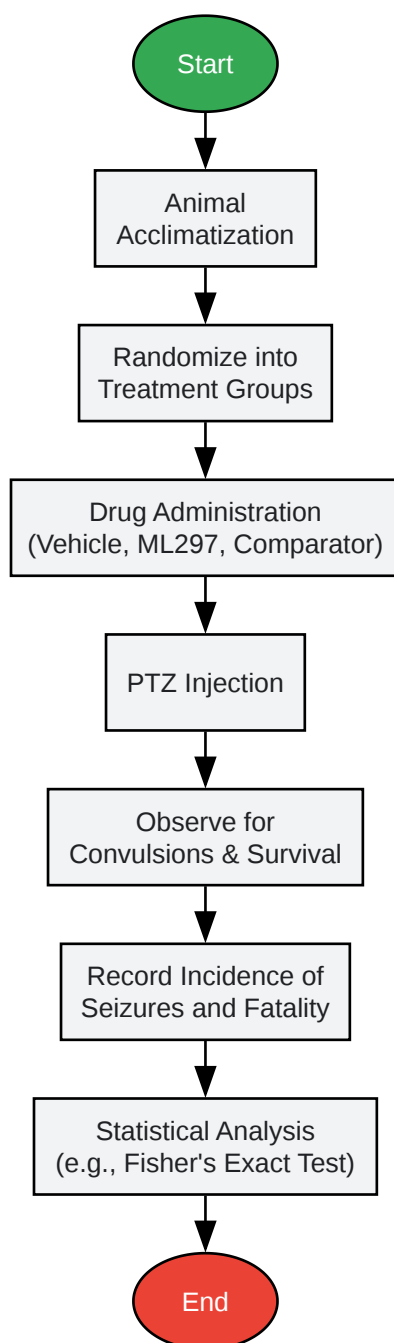 Start
Animal
Acclimatization
Randomize into
Treatment Groups
Drug Administration
(Vehicle, ML297, Comparator)
PTZ Injection
Observe for
Convulsions & Survival
Record Incidence of
Seizures and Fatality
Statistical Analysis
(e.g., Fisher's Exact Test)
End